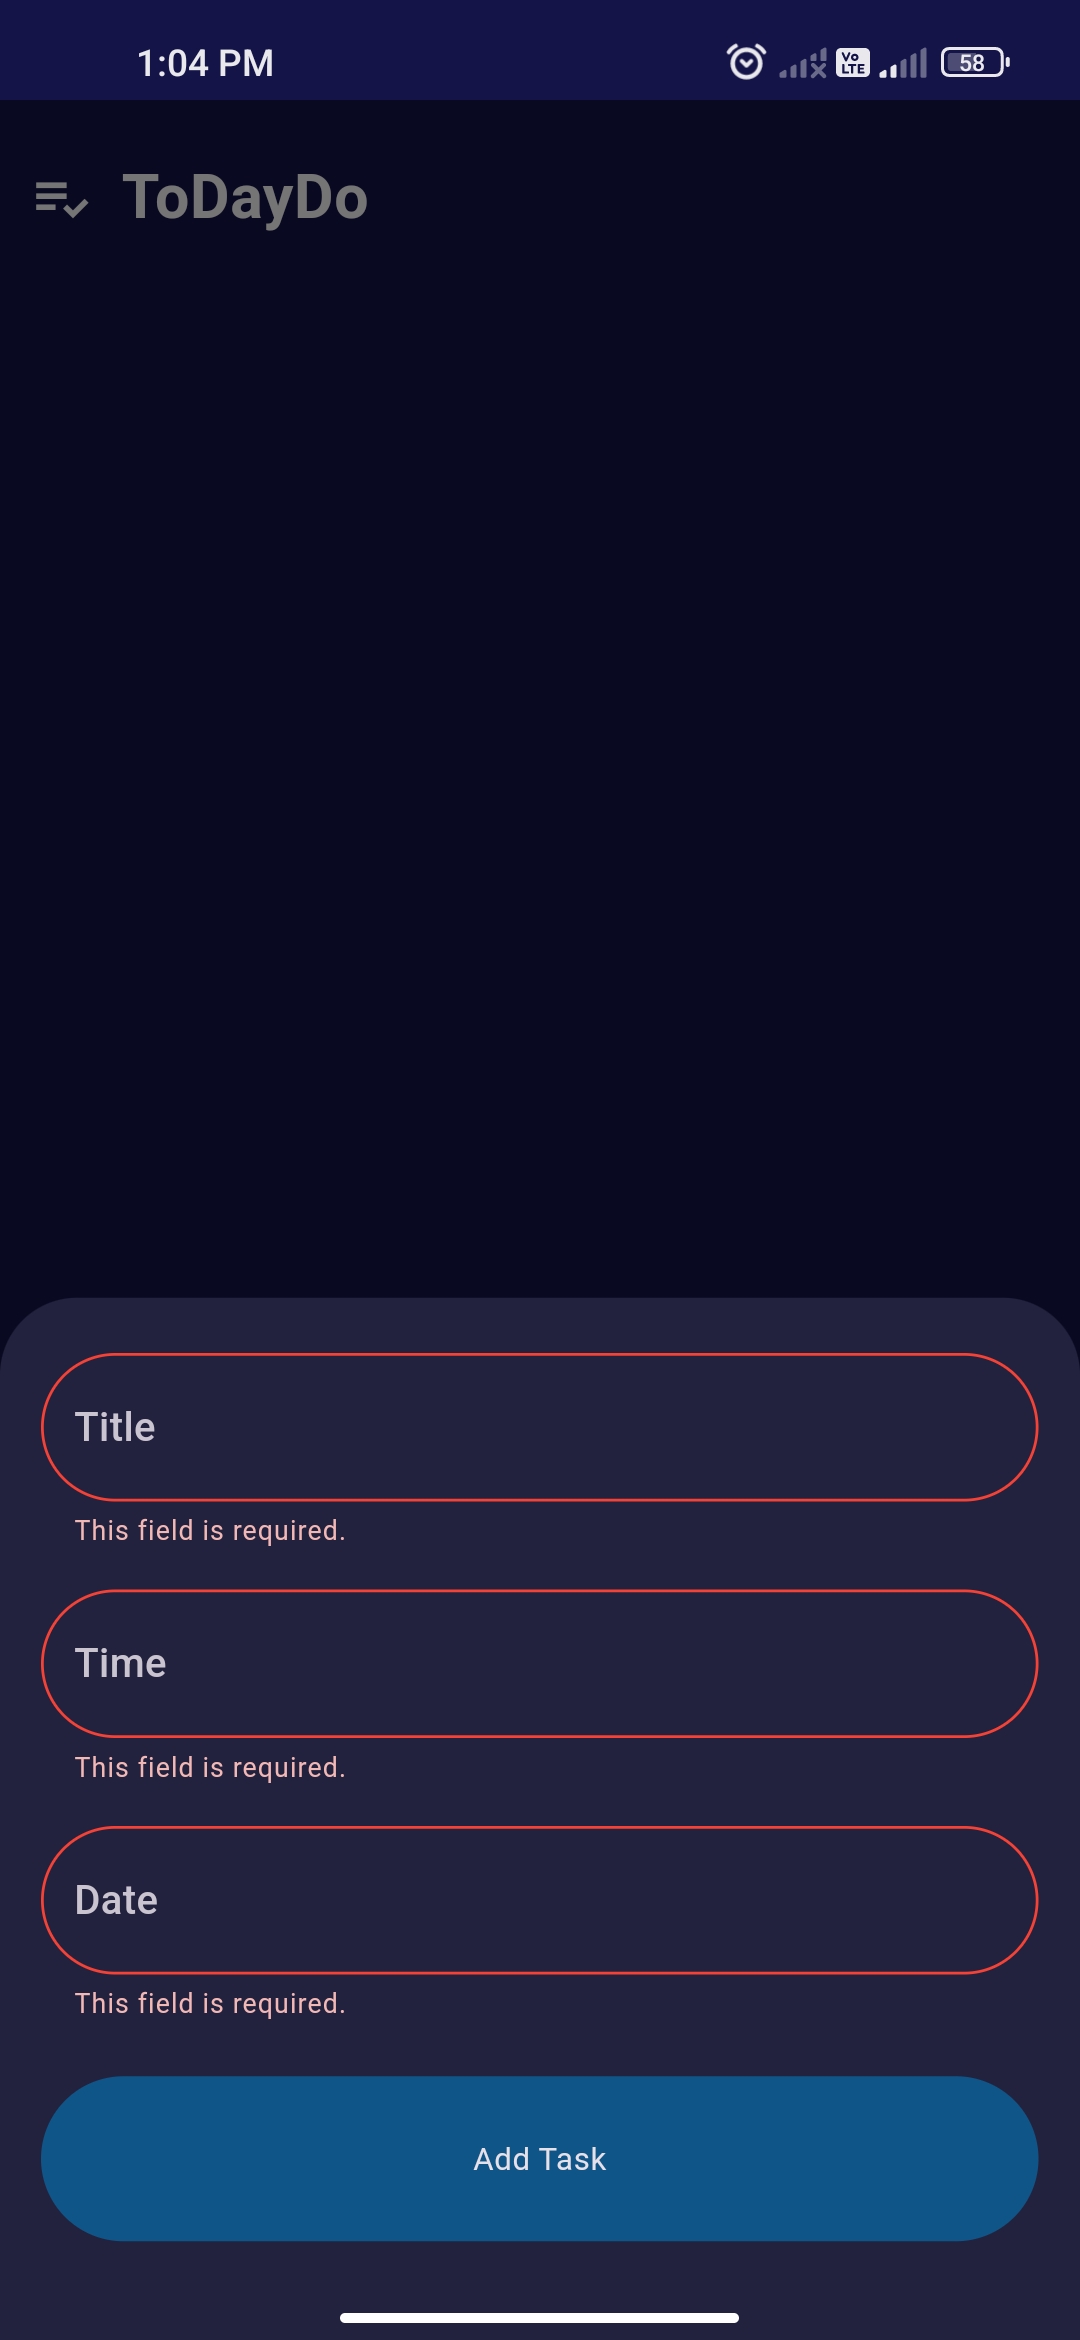 1:04 PM
Vo LTE 58
ToDayDo
Title
This field is required.
Time
This field is required.
Date
This field is required.
Add Task